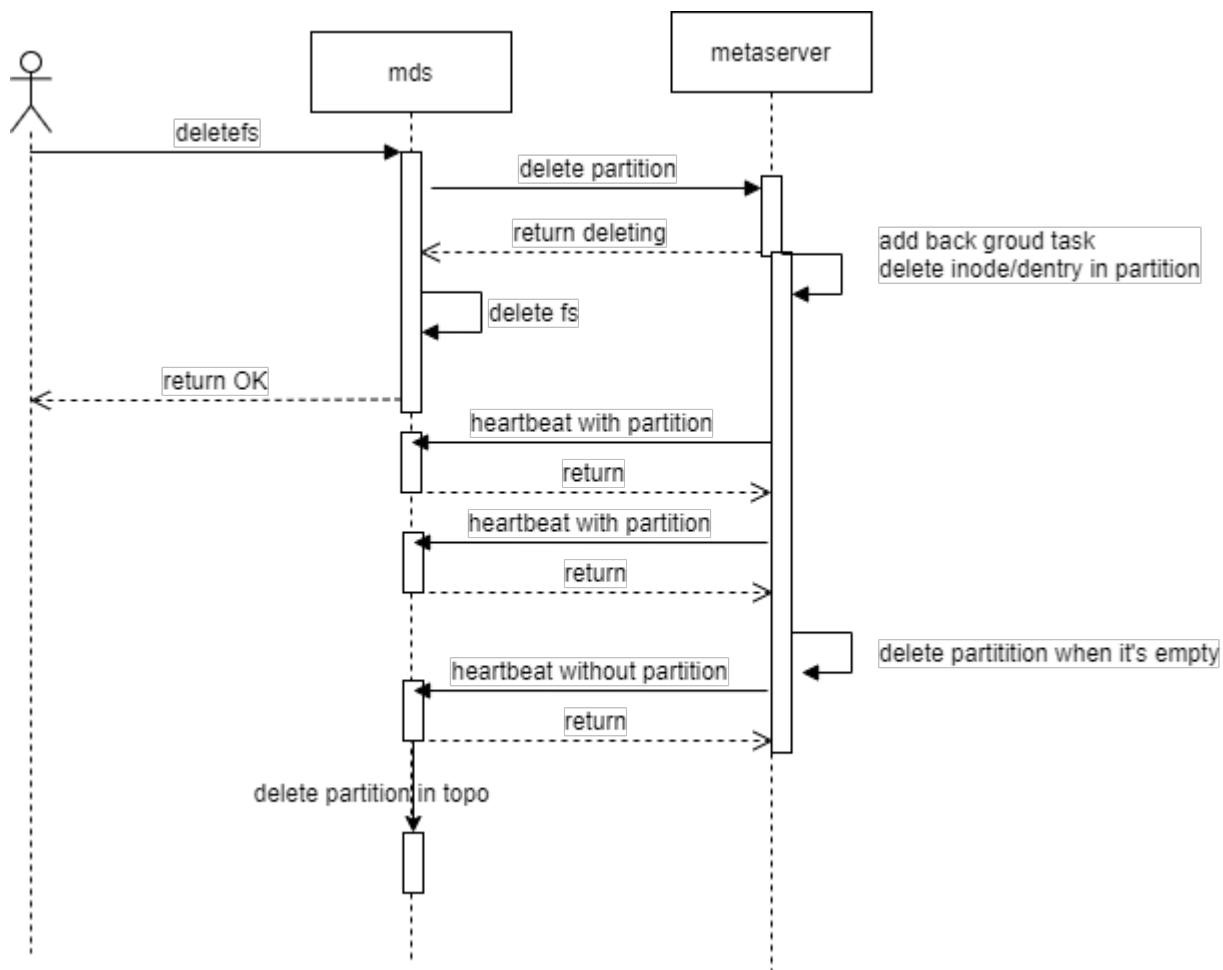 mds
metaserver
deletefs
delete partition
return deleting
add back groud task
delete inode/dentry in partition
delete fs
return OK
heartbeat with partition
return
heartbeat with partition
return
delete partitition when it's empty
heartbeat without partition
return
delete partition in topo